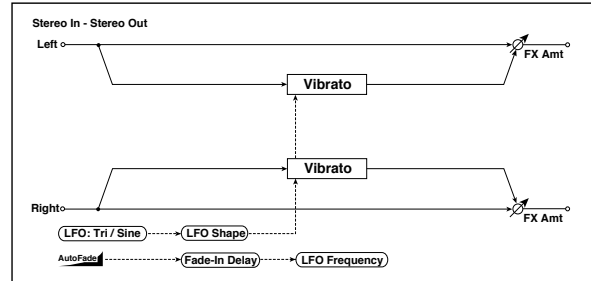 Stereo In - Stereo Out
Left
FX Amt
Vibrato
Vibrato
Right
FX Amt
LFO: Tri / Sine
LFO Shape
AutoFade
Fade-In Delay
LFO Frequency